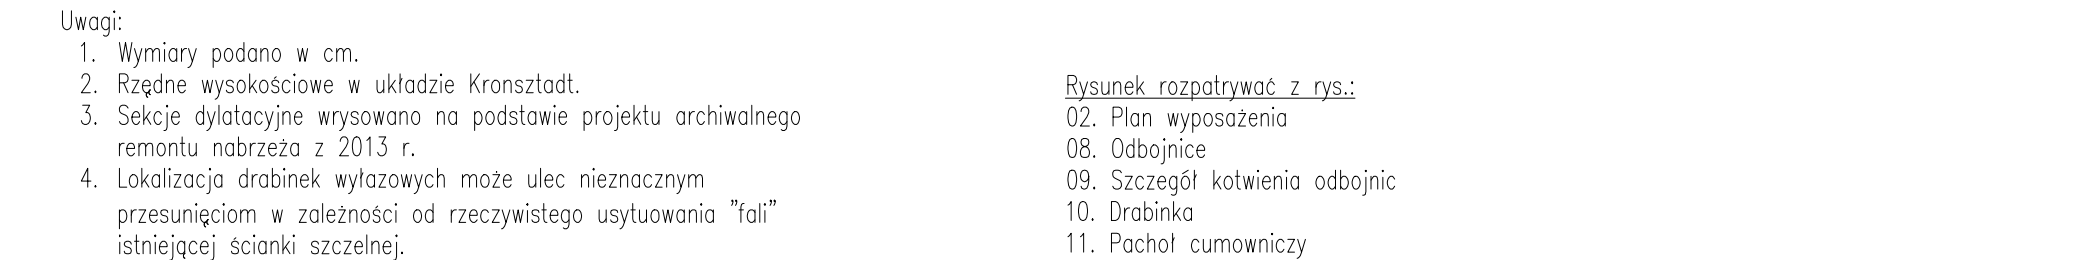 Uwagi:
1. Wymiary podano w cm.
2. Rzędne wysokościowe w układzie Kronsztadt.
3. Sekcje dylatacyjne wrysowano na podstawie projektu archiwalnego
remontu nabrzeża z 2013 r.
4. Lokalizacja drabinek wyłazowych może ulec nieznacznym
przesunięciom w zależności od rzeczywistego usytuowania ”fali”
istniejącej ścianki szczelnej.
Rysunek rozpatrywać z rys.:
02. Plan wyposażenia
08. Odbojnice
09. Szczegół kotwienia odbojnic
10. Drabinka
11. Pachoł cumowniczy